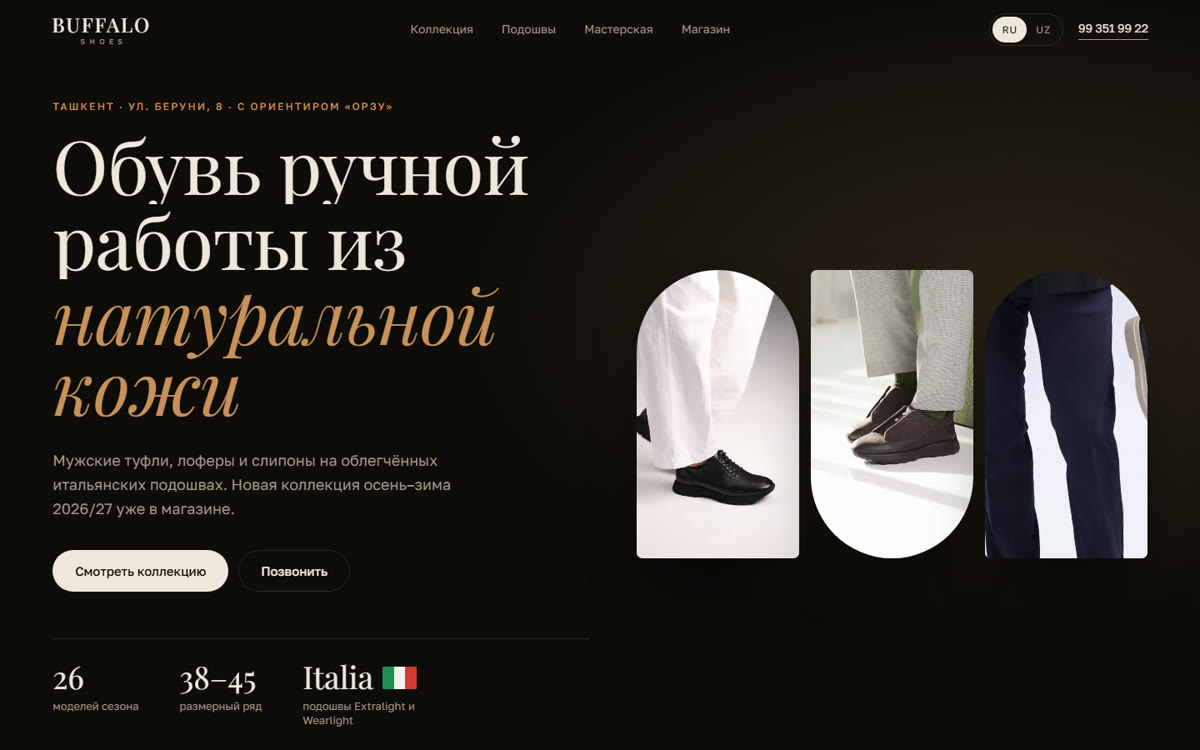 BUFFALO
SHOES
Коллекция
Подошвы
Мастерская
Магазин
RU
UZ
99 351 99 22
ТАШКЕНТ · УЛ. БЕРУНИ, 8 · С ОРИЕНТИРОМ «ОРЗУ»
Обувь ручной
работы из
натуральной
кожи
Мужские туфли, лоферы и слипоны на облегчённых
итальянских подошвах. Новая коллекция осень–зима
2026/27 уже в магазине.
Смотреть коллекцию
Позвонить
26
моделей сезона
38–45
размерный ряд
Italia
подошвы Extralight и
Wearlight